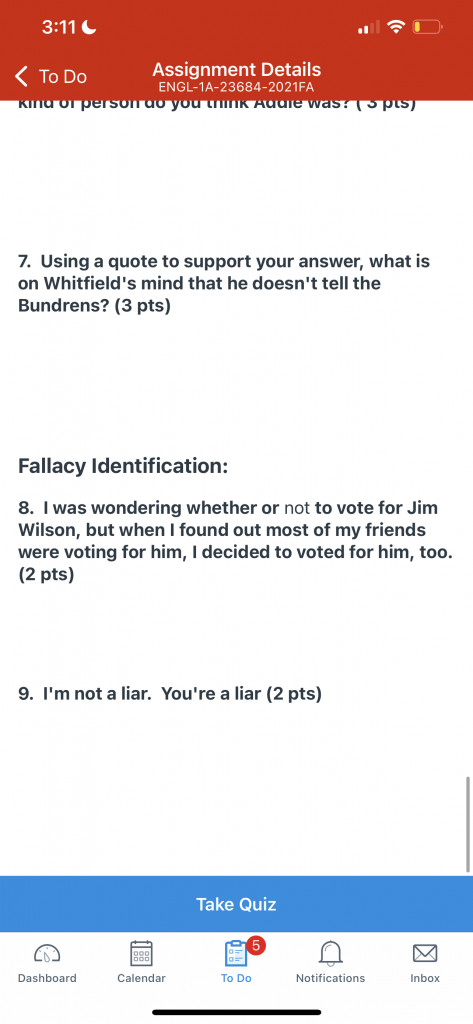 3:11
To Do
Assignment Details
ENGL-1A-23684-2021FA
kind of person do you think Addie was? ( 3 pts)
7. Using a quote to support your answer, what is
on Whitfield's mind that he doesn't tell the
Bundrens? (3 pts)
Fallacy Identification:
8. I was wondering whether or not to vote for Jim
Wilson, but when I found out most of my friends
were voting for him, I decided to voted for him, too.
(2 pts)
9. I'm not a liar. You're a liar (2 pts)
Take Quiz
5
Dashboard
Calendar
To Do
Notifications
Inbox